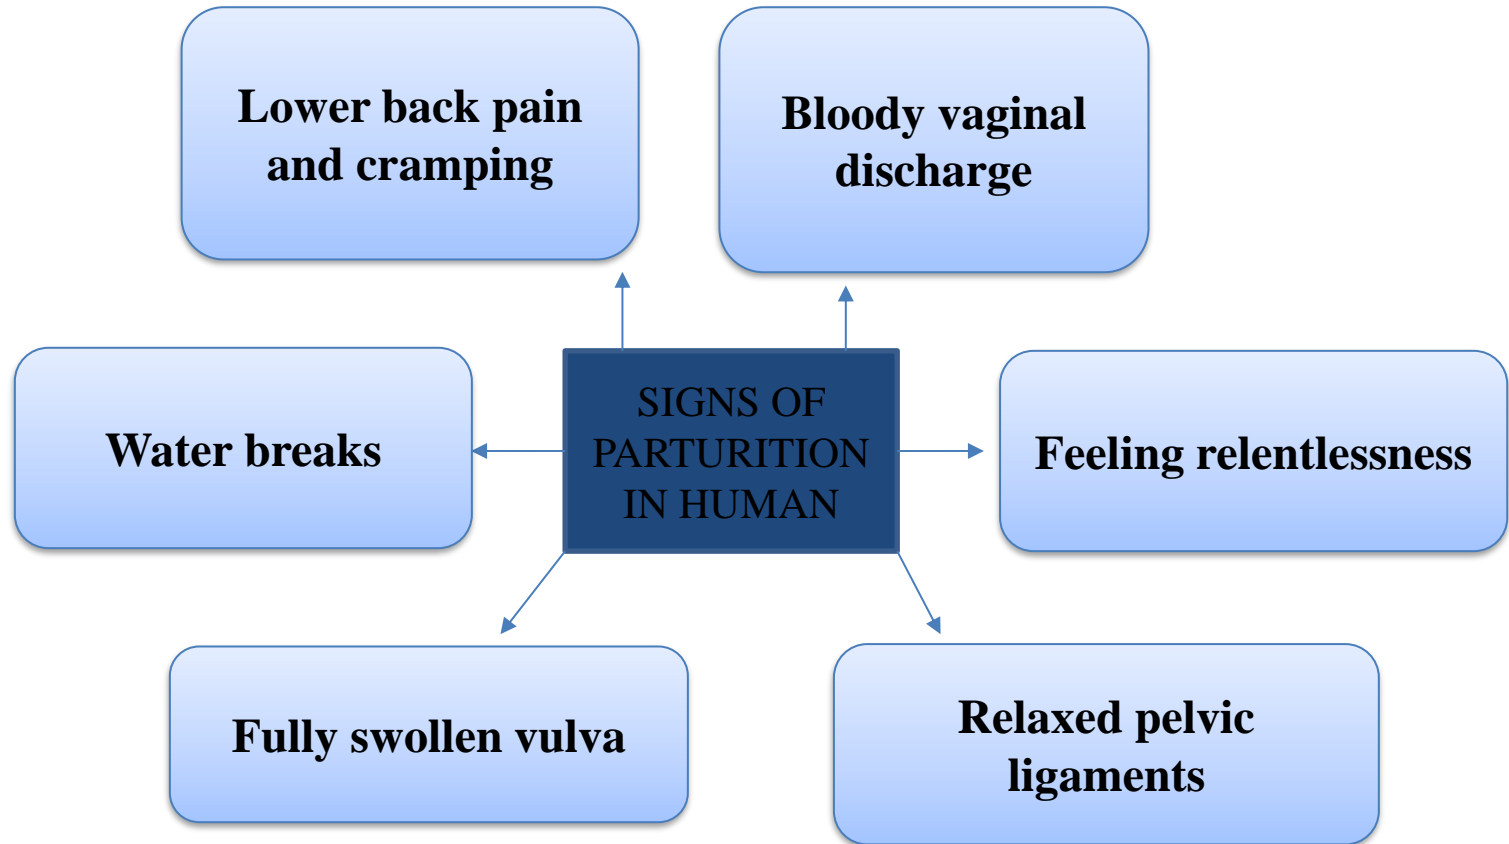 Lower back pain
and cramping
Bloody vaginal
discharge
Water breaks
SIGNS OF
PARTURITION
IN HUMAN
Feeling relentlessness
Fully swollen vulva
Relaxed pelvic
ligaments